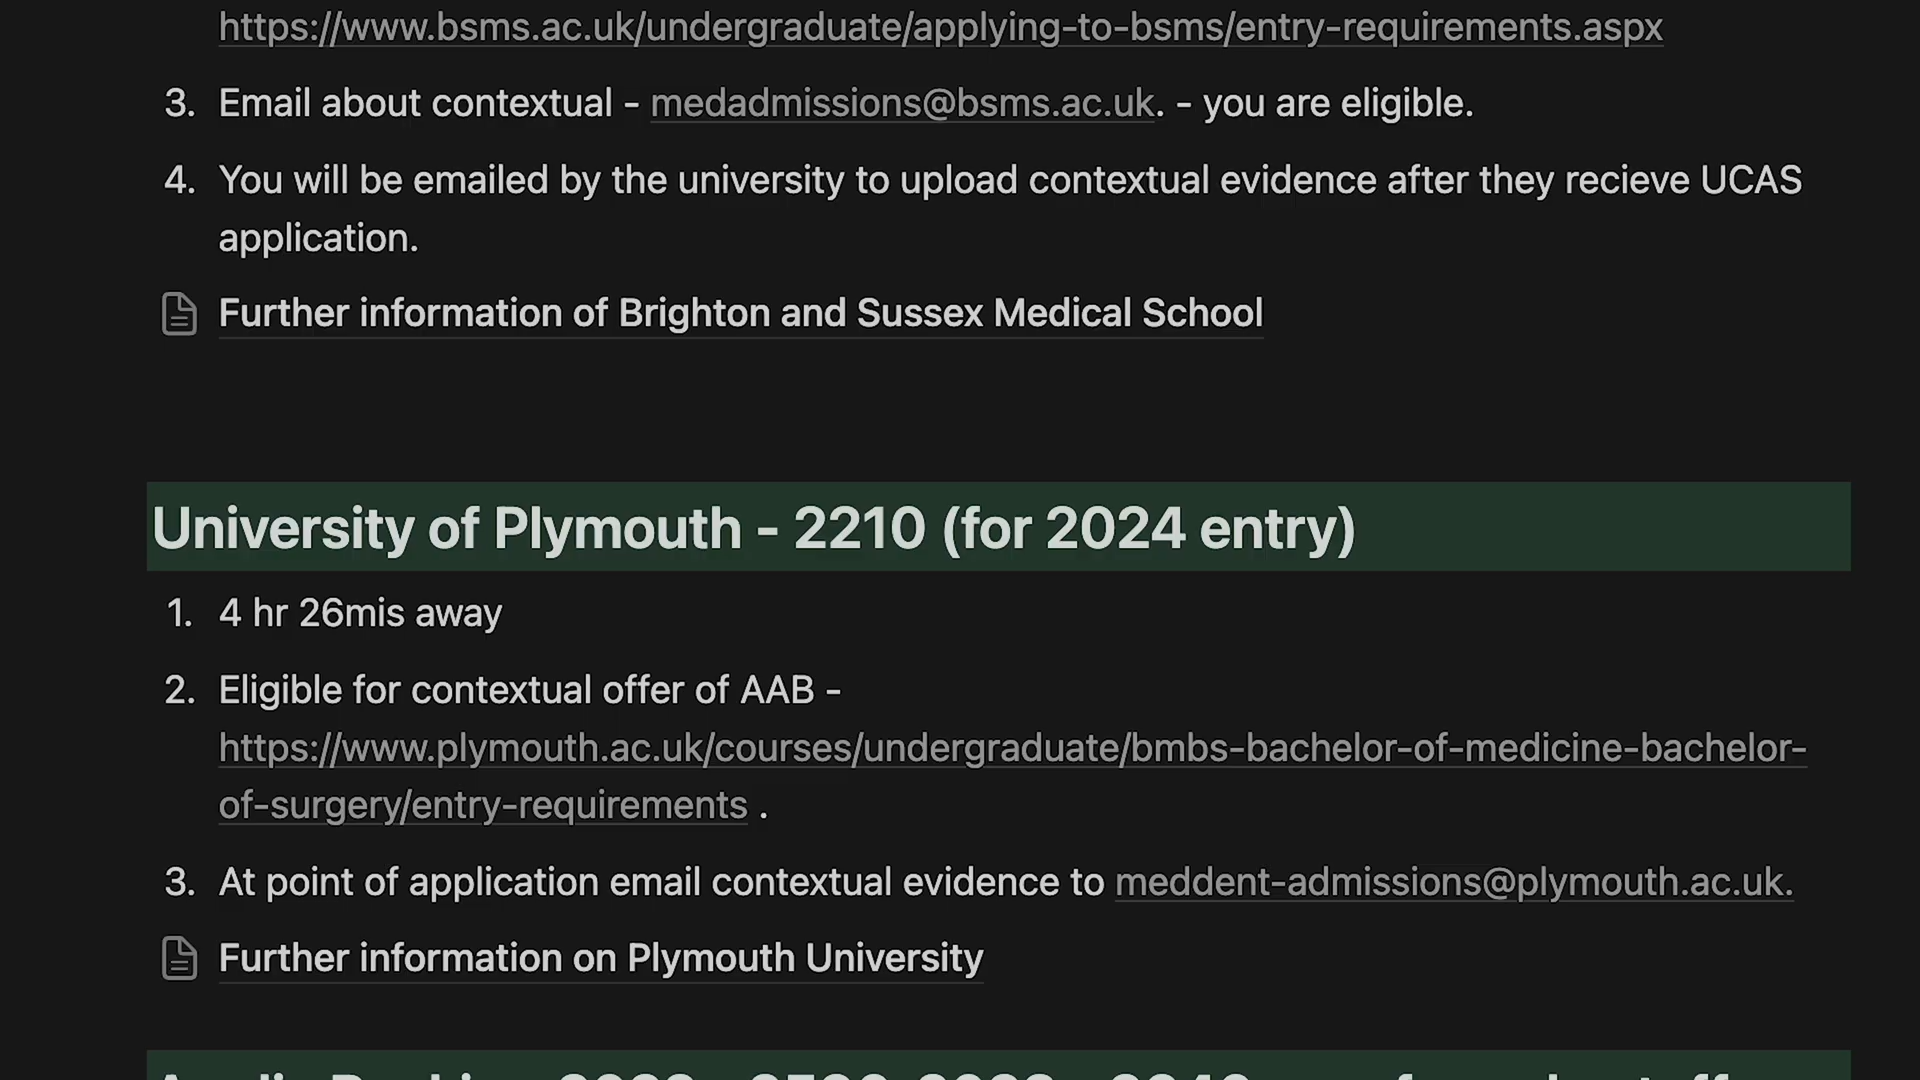 https://www.bsms.ac.uk/undergraduate/applying-to-bsms/entry-requirements.aspx
3. Email about contextual - medadmissions@bsms.ac.uk. - you are eligible.
4. You will be emailed by the university to upload contextual evidence after they recieve UCAS
application.
Further information of Brighton and Sussex Medical School
University of Plymouth - 2210 (for 2024 entry)
1. 4 hr 26mis away
2. Eligible for contextual offer of AAB -
https://www.plymouth.ac.uk/courses/undergraduate/bmbs-bachelor-of-medicine-bachelor-
of-surgery/entry-requirements .
3. At point of application email contextual evidence to meddent-admissions@plymouth.ac.uk.
Further information on Plymouth University